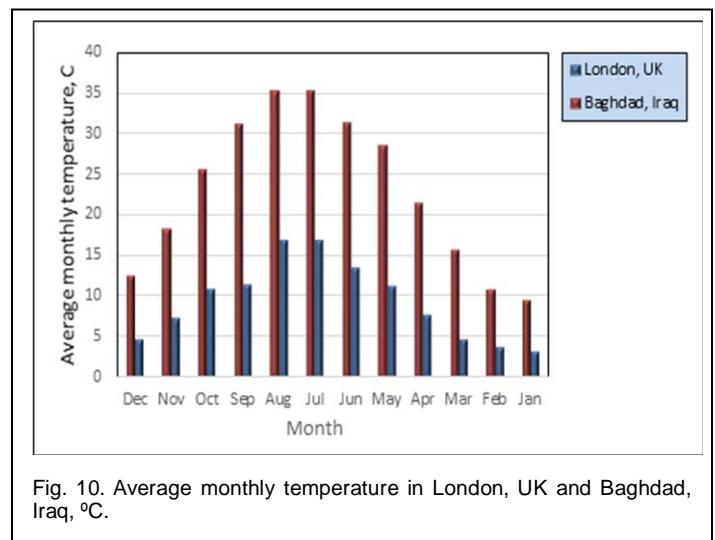 Average monthly temperature, C
40
35
30
25
20
15
10
5
0
Dec Nov Oct Sep Aug Jul Jun May Apr Mar Feb Jan
Month
London, UK
Baghdad, Iraq
Fig. 10. Average monthly temperature in London, UK and Baghdad,
Iraq, ºC.